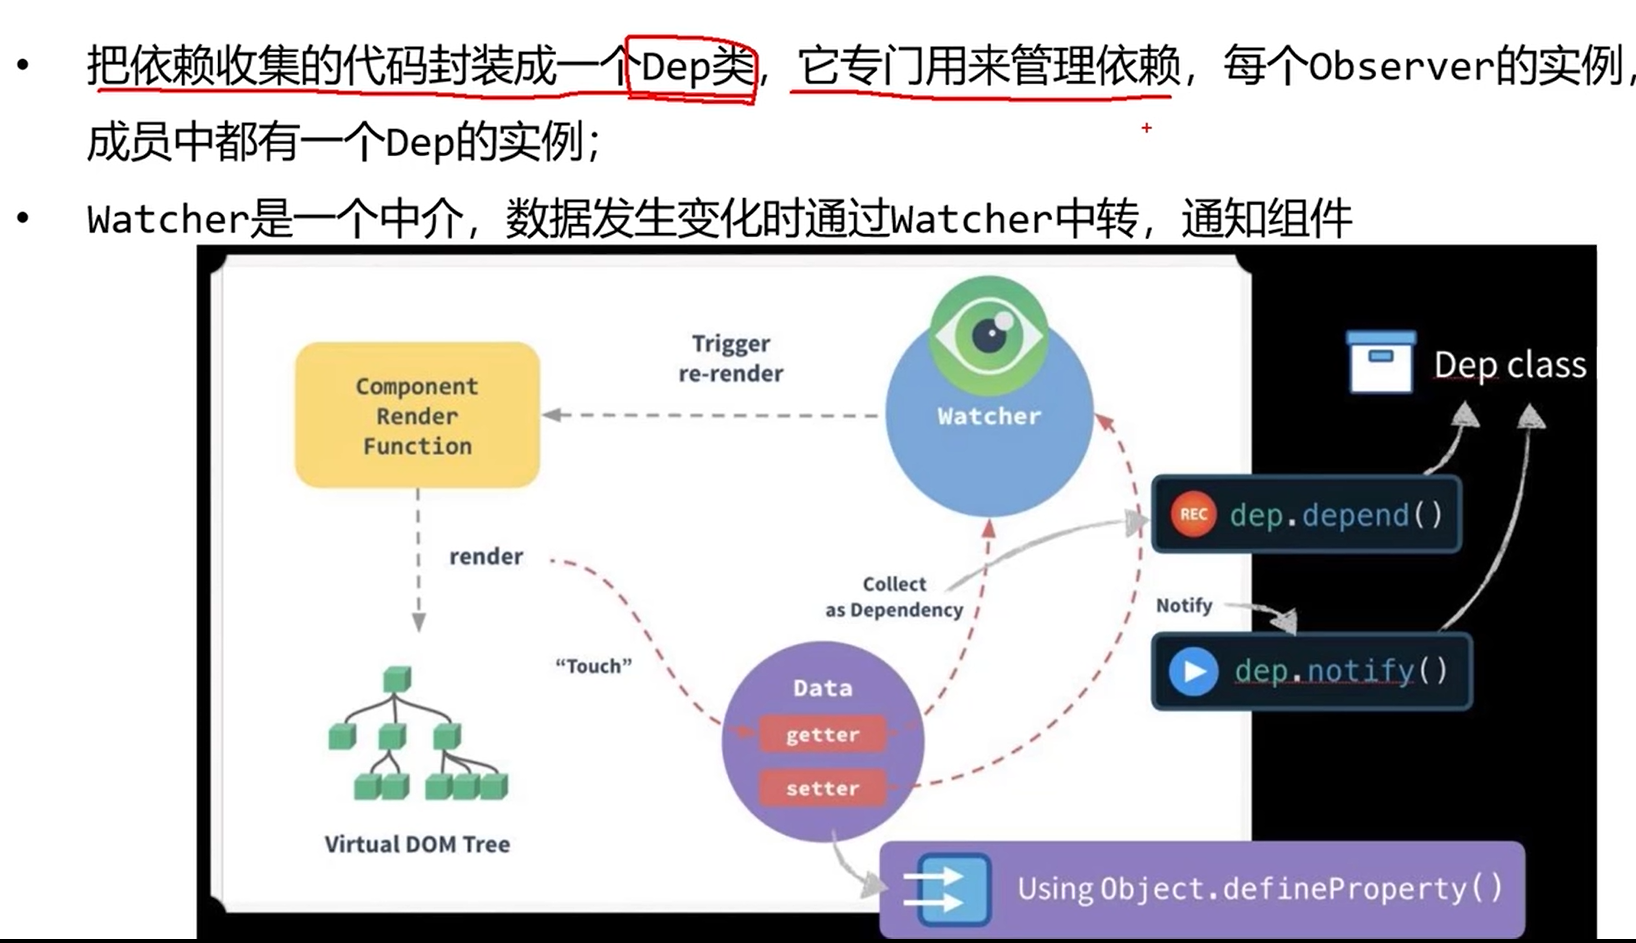 • 把依赖收集的代码封装成一个Dep类，它专门用来管理依赖，每个Observer的实例，
成员中都有一个Dep的实例；
• Watcher是一个中介，数据发生变化时通过Watcher中转，通知组件
Trigger
re-render
Component
Render
Function
Watcher
Dep class
REC dep.depend()
render
Collect
as Dependency
Notify
"Touch"
dep.notify()
Data
getter
setter
Virtual DOM Tree
Using Object.defineProperty()